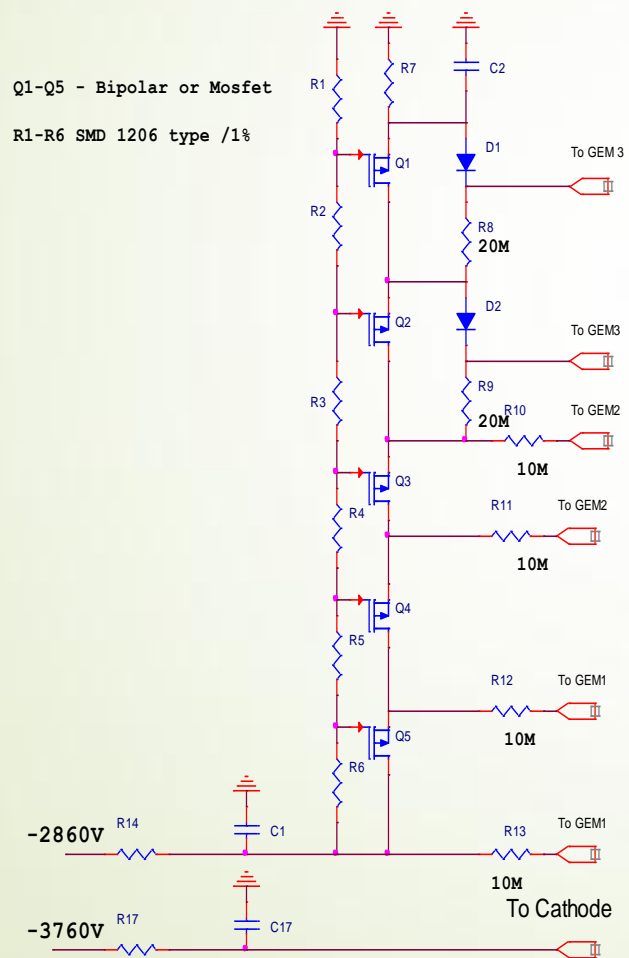 R1
R7
C2
Q1-Q5 - Bipolar or Mosfet
R1-R6 SMD 1206 type /1%
D1
To GEM 3
Q1
R2
R8
20M
D2
Q2
To GEM3
R3
R9
20M
R10
To GEM2
10M
Q3
R4
R11
To GEM2
10M
Q4
R5
R12
To GEM1
10M
Q5
R6
-2860V
R14
C1
R13
To GEM1
10M
To Cathode
-3760V
R17
C17